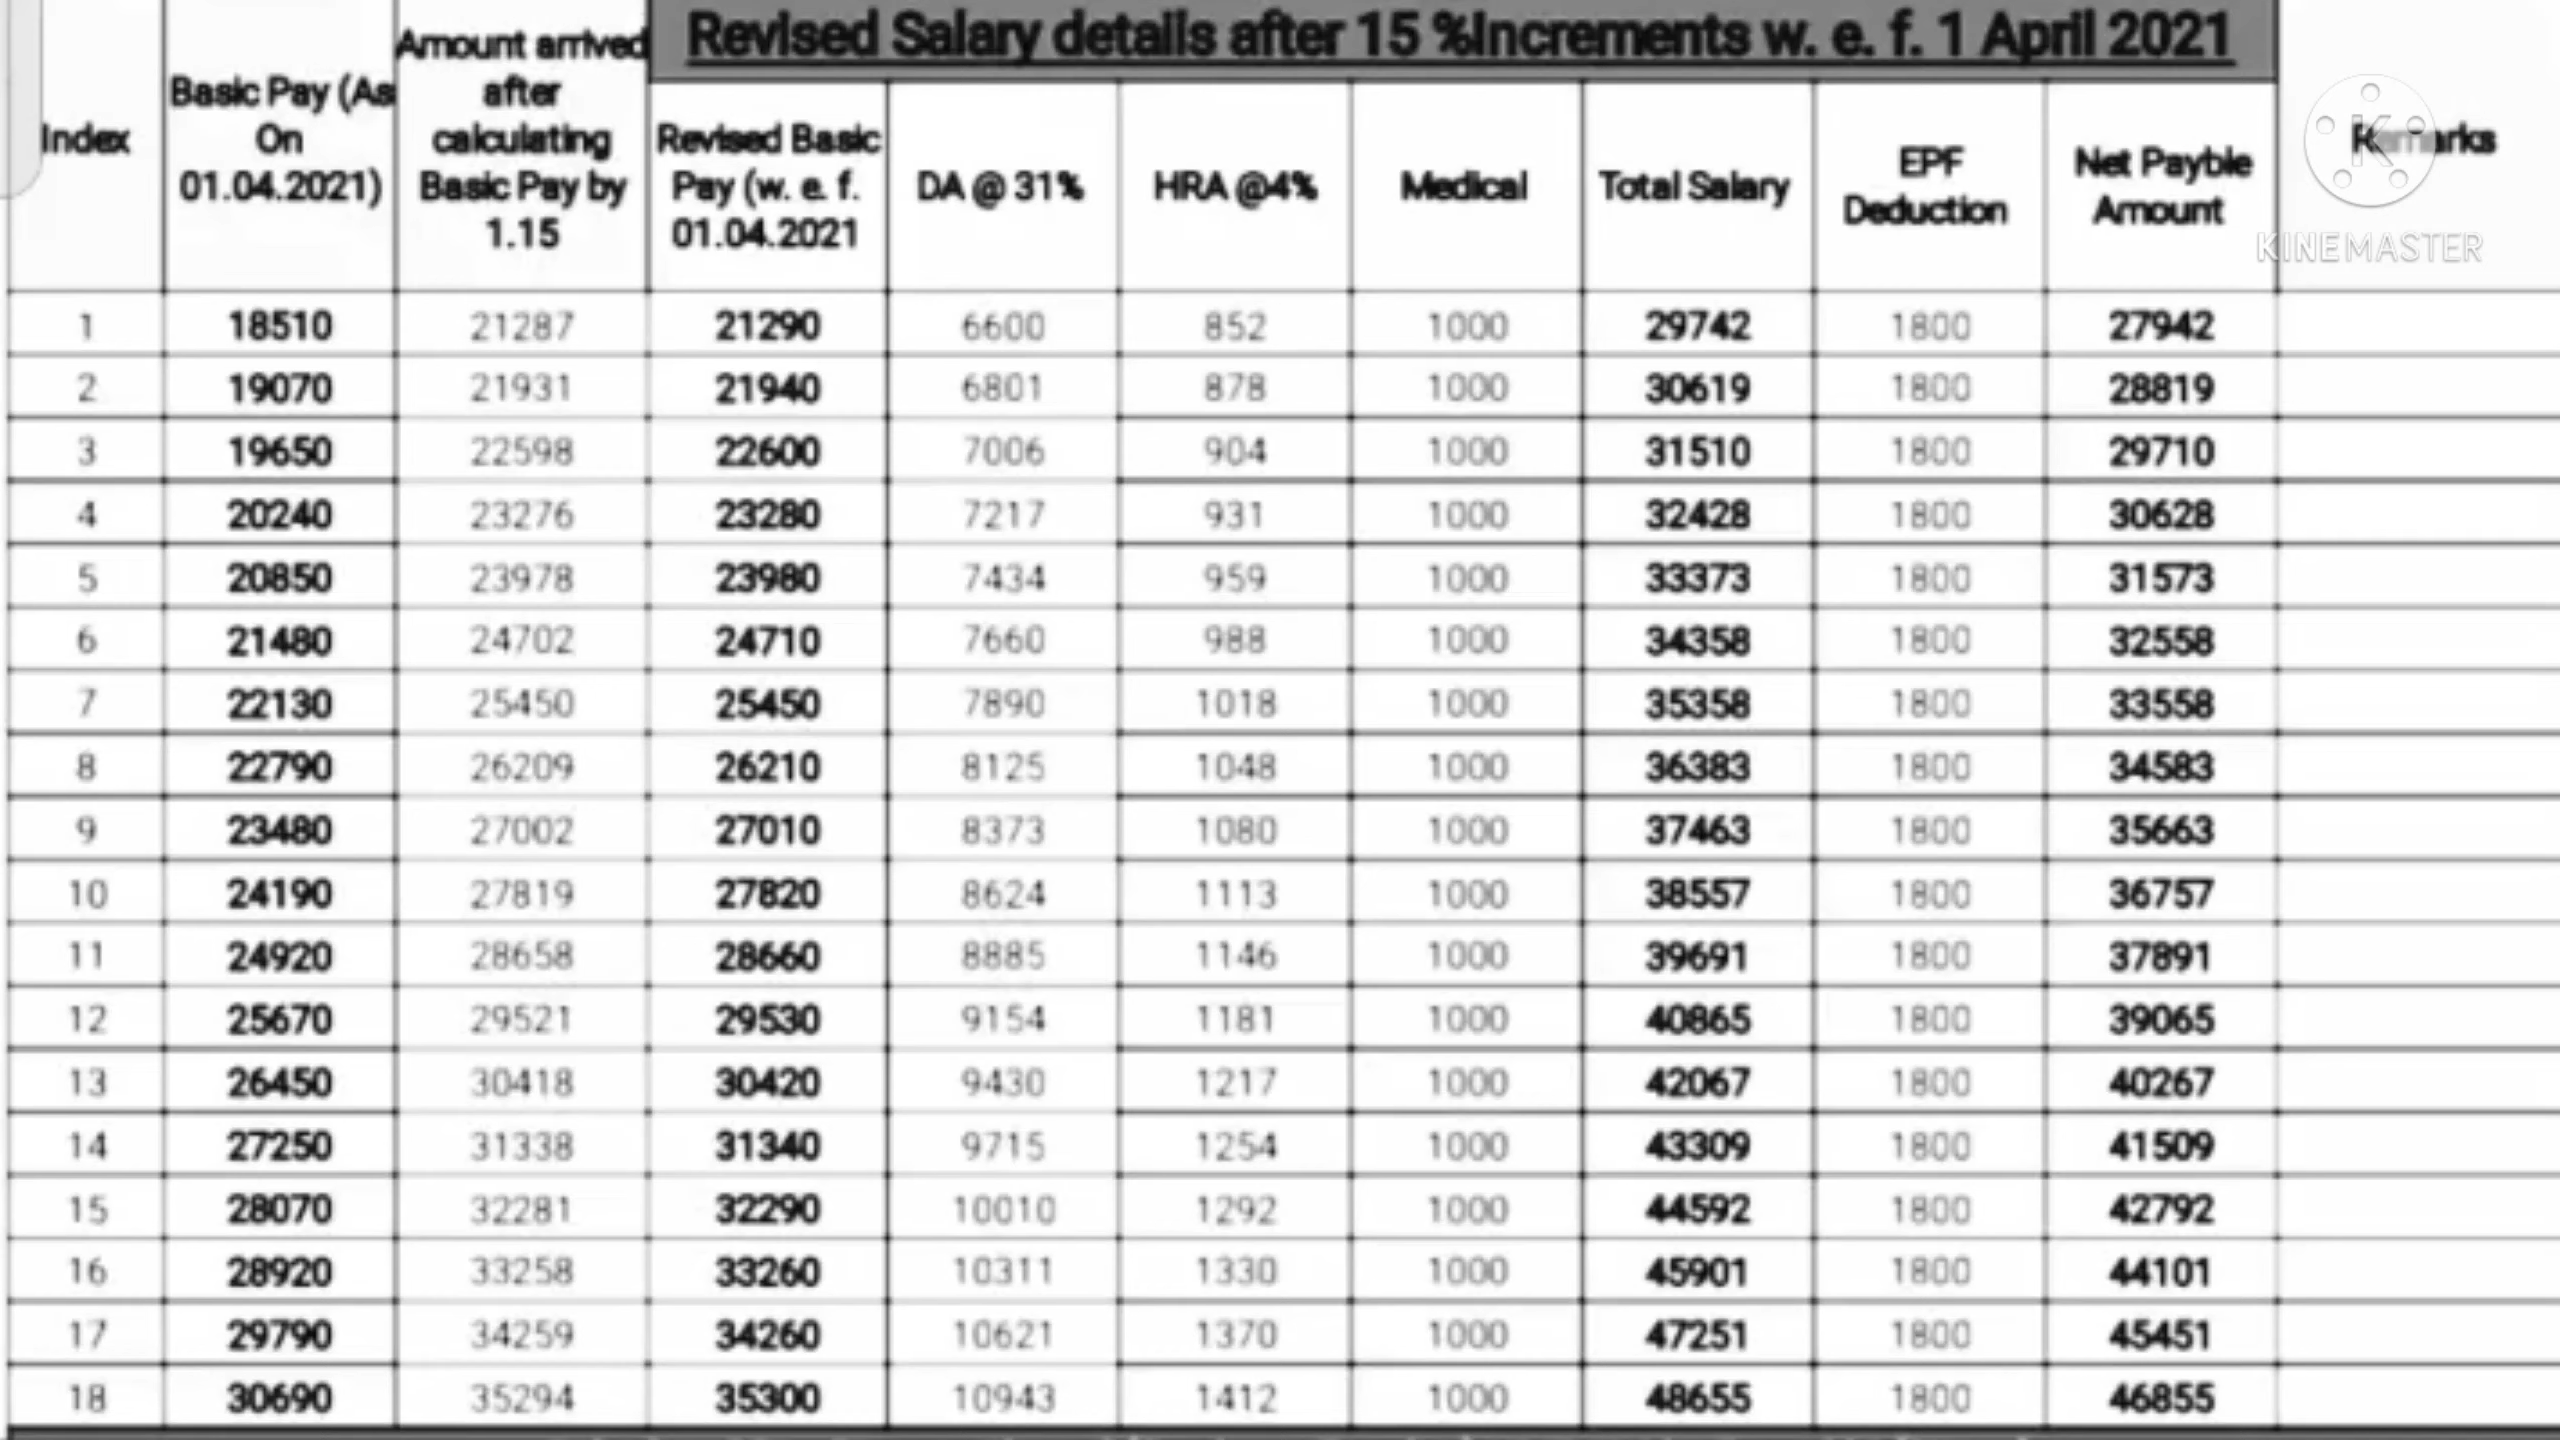 Revised Salary details after 15 %Increments w. e. f. 1 April 2021
Index
Basic Pay (As On 01.04.2021)
Amount arrived after calculating Basic Pay by 1.15
Revised Basic Pay (w. e. f. 01.04.2021
DA @ 31%
HRA @4%
Medical
Total Salary
EPF Deduction
Net Payble Amount
Remarks
KINEMASTER
1 18510 21287 21290 6600 852 1000 29742 1800 27942
2 19070 21931 21940 6801 878 1000 30619 1800 28819
3 19650 22598 22600 7006 904 1000 31510 1800 29710
4 20240 23276 23280 7217 931 1000 32428 1800 30628
5 20850 23978 23980 7434 959 1000 33373 1800 31573
6 21480 24702 24710 7660 988 1000 34358 1800 32558
7 22130 25450 25450 7890 1018 1000 35358 1800 33558
8 22790 26209 26210 8125 1048 1000 36383 1800 34583
9 23480 27002 27010 8373 1080 1000 37463 1800 35663
10 24190 27819 27820 8624 1113 1000 38557 1800 36757
11 24920 28658 28660 8885 1146 1000 39691 1800 37891
12 25670 29521 29530 9154 1181 1000 40865 1800 39065
13 26450 30418 30420 9430 1217 1000 42067 1800 40267
14 27250 31338 31340 9715 1254 1000 43309 1800 41509
15 28070 32281 32290 10010 1292 1000 44592 1800 42792
16 28920 33258 33260 10311 1330 1000 45901 1800 44101
17 29790 34259 34260 10621 1370 1000 47251 1800 45451
18 30690 35294 35300 10943 1412 1000 48655 1800 46855